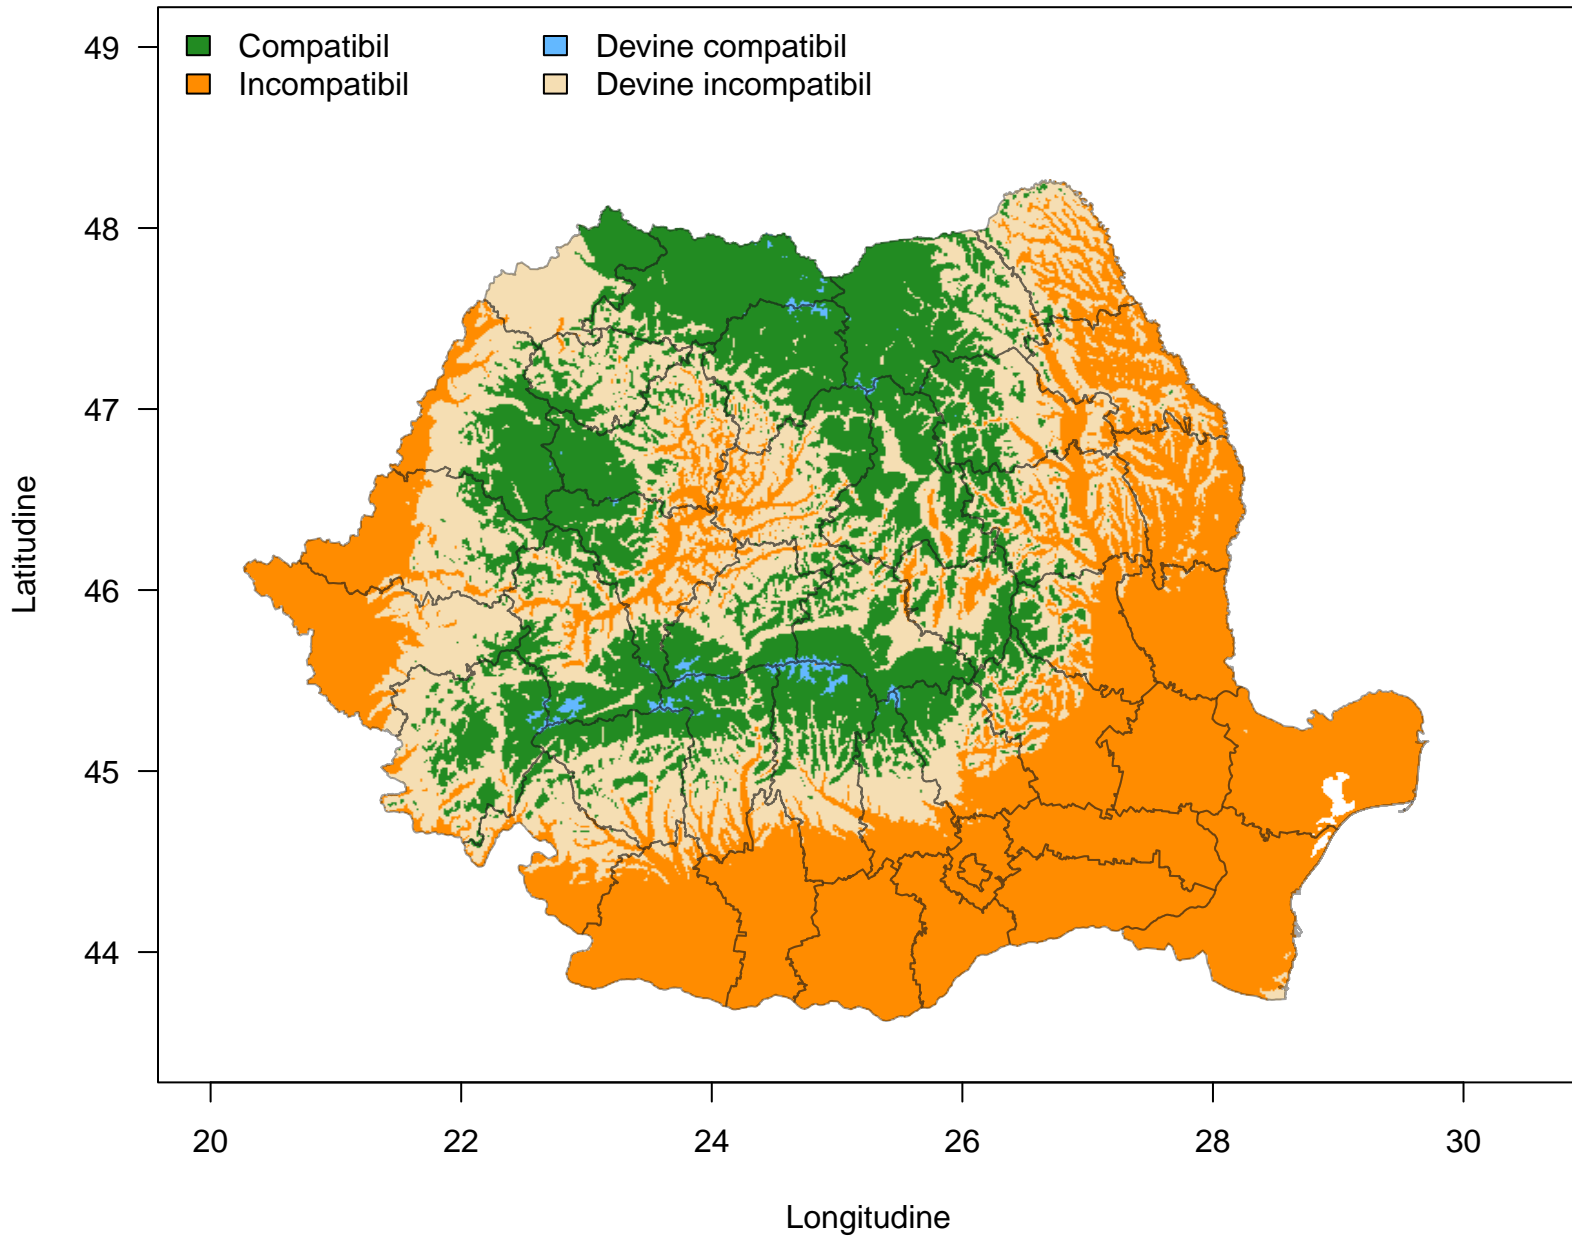 Compatibil
Incompatibil
Devine compatibil
Devine incompatibil
49
48
47
46
45
44
Latitudine
20 22 24 26 28 30
Longitudine